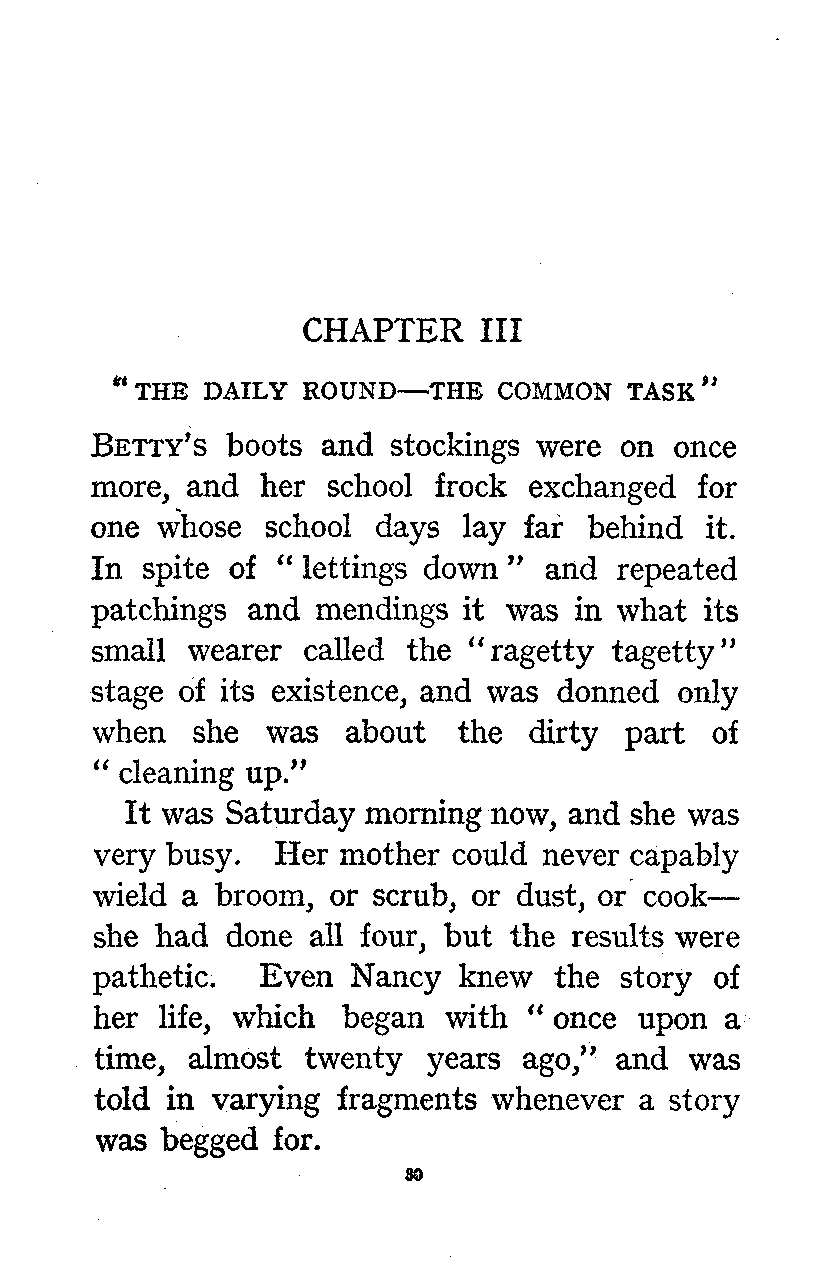 CHAPTER III
“ THE DAILY ROUND—THE COMMON TASK ”
BETTY’S boots and stockings were on once
more, and her school frock exchanged for
one whose school days lay far behind it.
In spite of “ lettings down ” and repeated
patchings and mendings it was in what its
small wearer called the “ ragetty tagetty ”
stage of its existence, and was donned only
when she was about the dirty part of
“ cleaning up.”
It was Saturday morning now, and she was
very busy. Her mother could never capably
wield a broom, or scrub, or dust, or cook—
she had done all four, but the results were
pathetic. Even Nancy knew the story of
her life, which began with “ once upon a
time, almost twenty years ago,” and was
told in varying fragments whenever a story
was begged for.
30